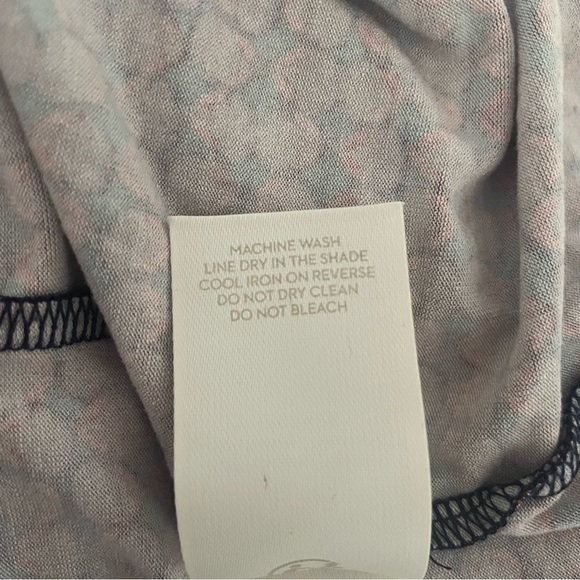 MACHINE WASH
LINE DRY IN THE SHADE
COOL IRON ON REVERSE
DO NOT DRY CLEAN
DO NOT BLEACH